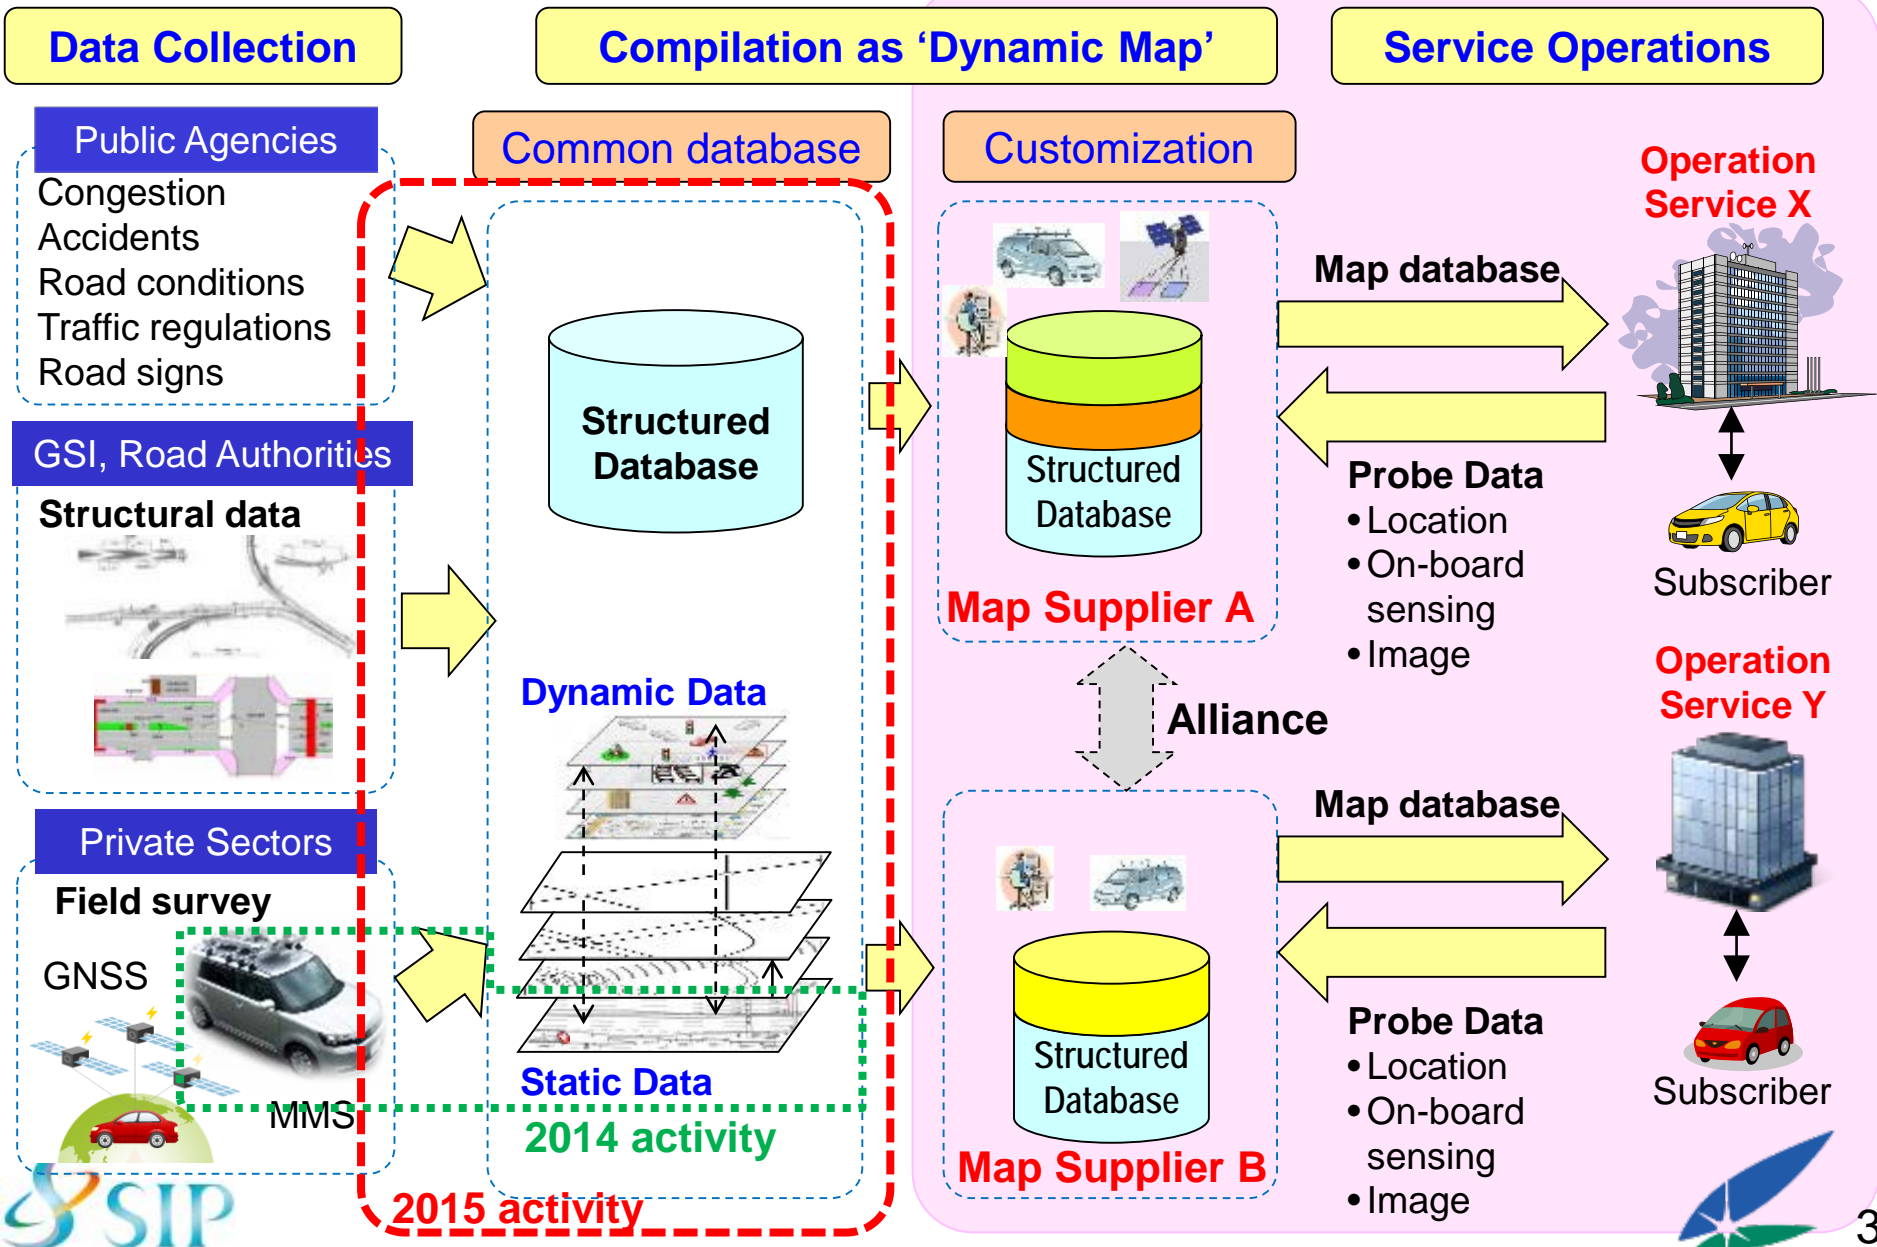 Data Collection
Compilation as ‘Dynamic Map’
Service Operations
Public Agencies
Congestion
Accidents
Road conditions
Traffic regulations
Road signs
GSI, Road Authorities
Structural data
Private Sectors
Field survey
GNSS
MMS
SIP
Common database
Structured
Database
Dynamic Data
Static Data
2014 activity
2015 activity
Customization
Structured
Database
Map Supplier A
Alliance
Structured
Database
Map Supplier B
Map database
Probe Data
•Location
•On-board
sensing
•Image
Map database
Probe Data
•Location
•On-board
sensing
•Image
Operation
Service X
Subscriber
Operation
Service Y
Subscriber
3